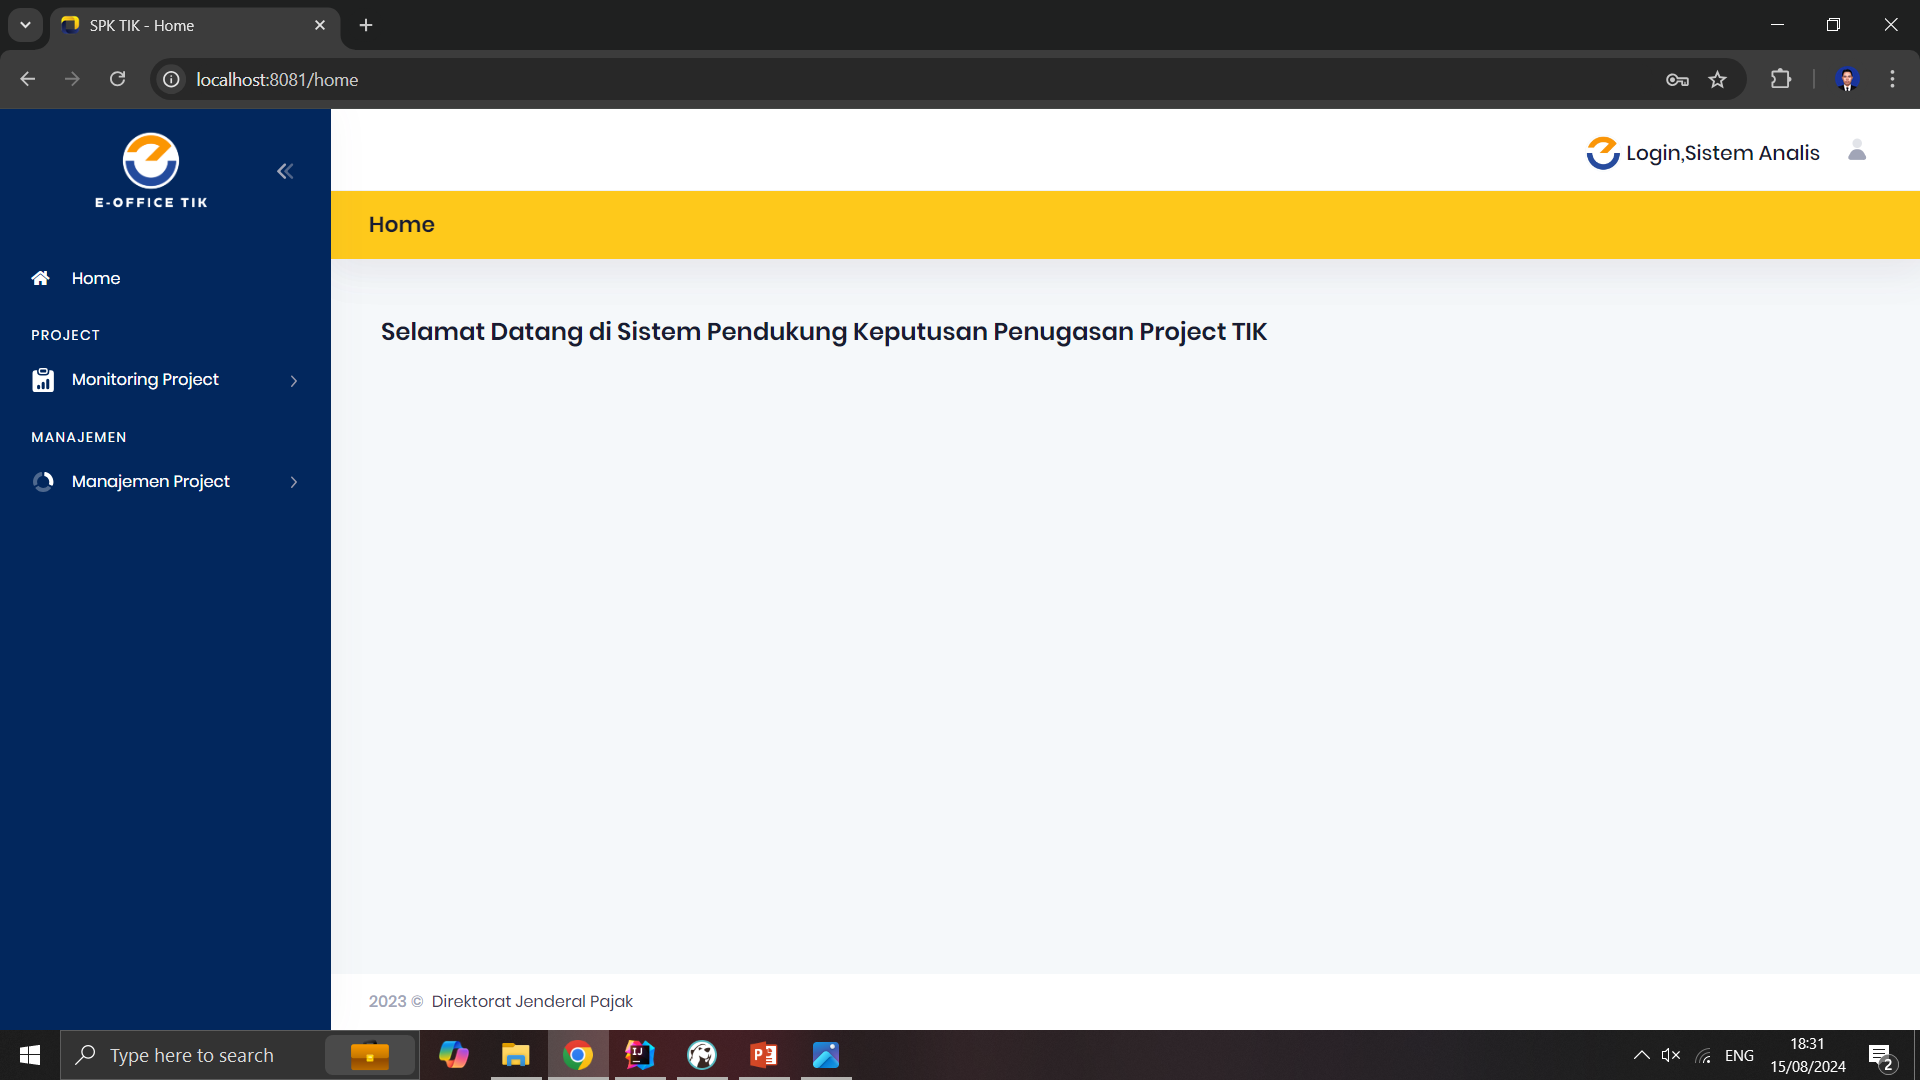 SPK TIK - Home
localhost:8081/home
E-OFFICE TIK
Login,Sistem Analis
Home
Home
PROJECT
Monitoring Project
MANAJEMEN
Manajemen Project
Selamat Datang di Sistem Pendukung Keputusan Penugasan Project TIK
2023 © Direktorat Jenderal Pajak
Type here to search
ENG
18:31
15/08/2024
2